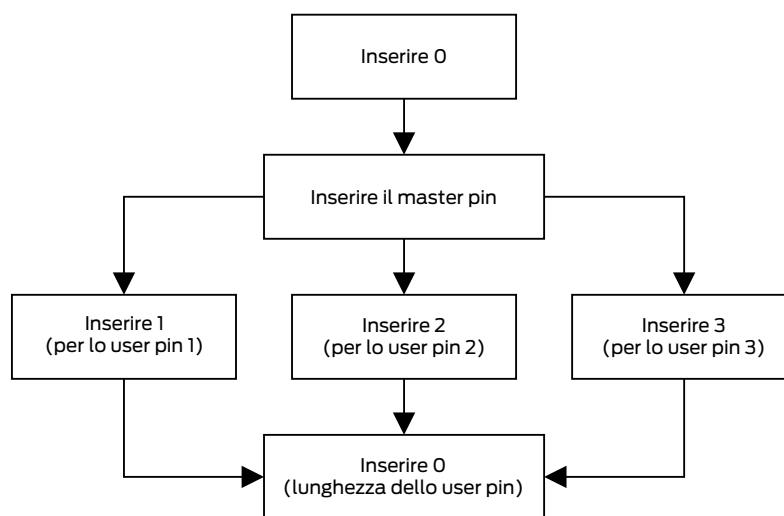 Inserire 0
Inserire il master pin
Inserire 1
(per lo user pin 1)
Inserire 2
(per lo user pin 2)
Inserire 3
(per lo user pin 3)
Inserire 0
(lunghezza dello user pin)